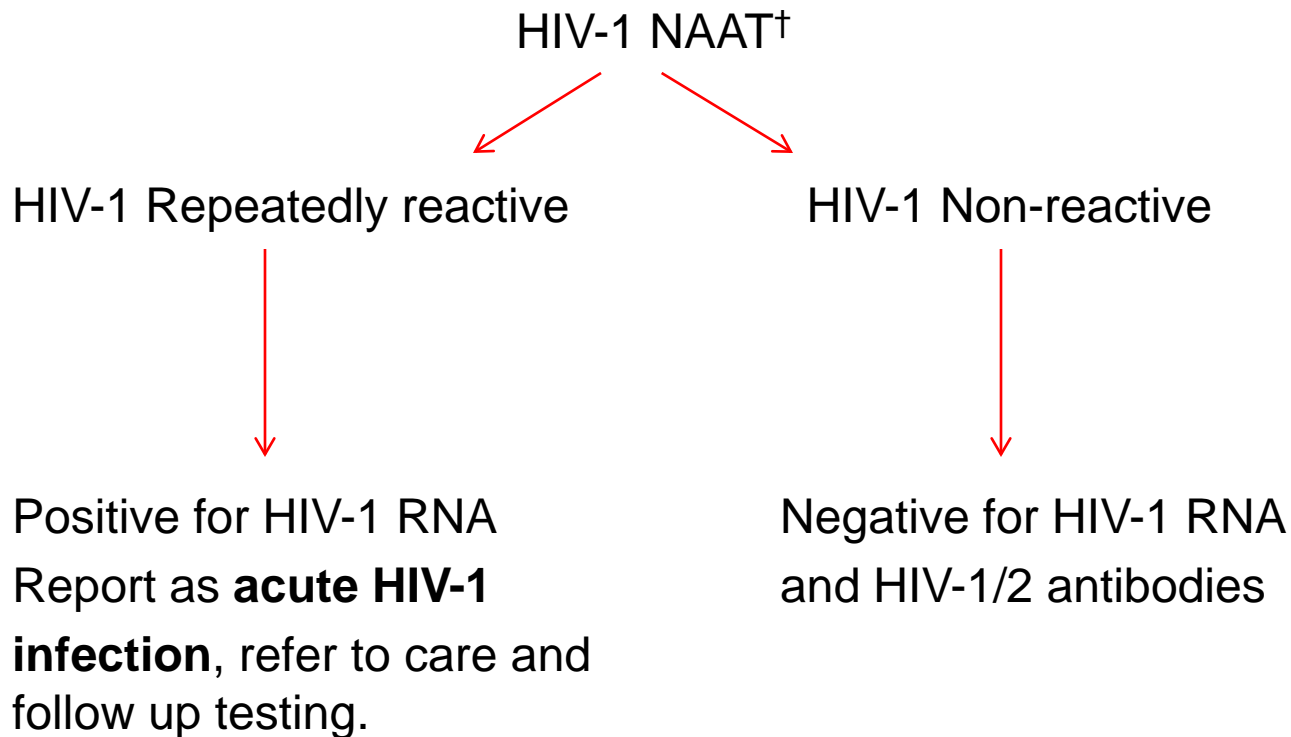 HIV-1 NAAT†
HIV-1 Repeatedly reactive
HIV-1 Non-reactive
Positive for HIV-1 RNA
Report as acute HIV-1
infection, refer to care and
follow up testing.
Negative for HIV-1 RNA
and HIV-1/2 antibodies